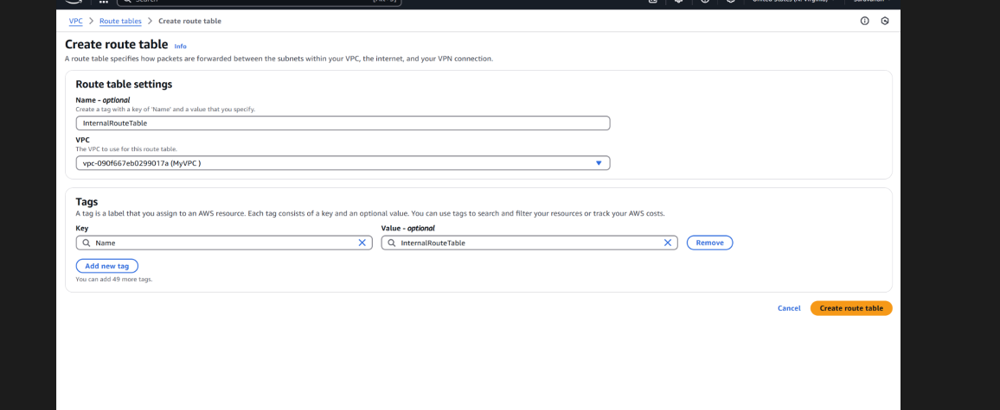 VPC > Route tables > Create route table
Create route table Info
A route table specifies how packets are forwarded between the subnets within your VPC, the internet, and your VPN connection.
Route table settings
Name - optional
Create a tag with a key of 'Name' and a value that you specify.
InternalRouteTable
VPC
The VPC to use for this route table.
vpc-090f667eb0299017a (MyVPC )
Tags
A tag is a label that you assign to an AWS resource. Each tag consists of a key and an optional value. You can use tags to search and filter your resources or track your AWS costs.
Key Value - optional
Name InternalRouteTable Remove
Add new tag
You can add 49 more tags.
Cancel Create route table